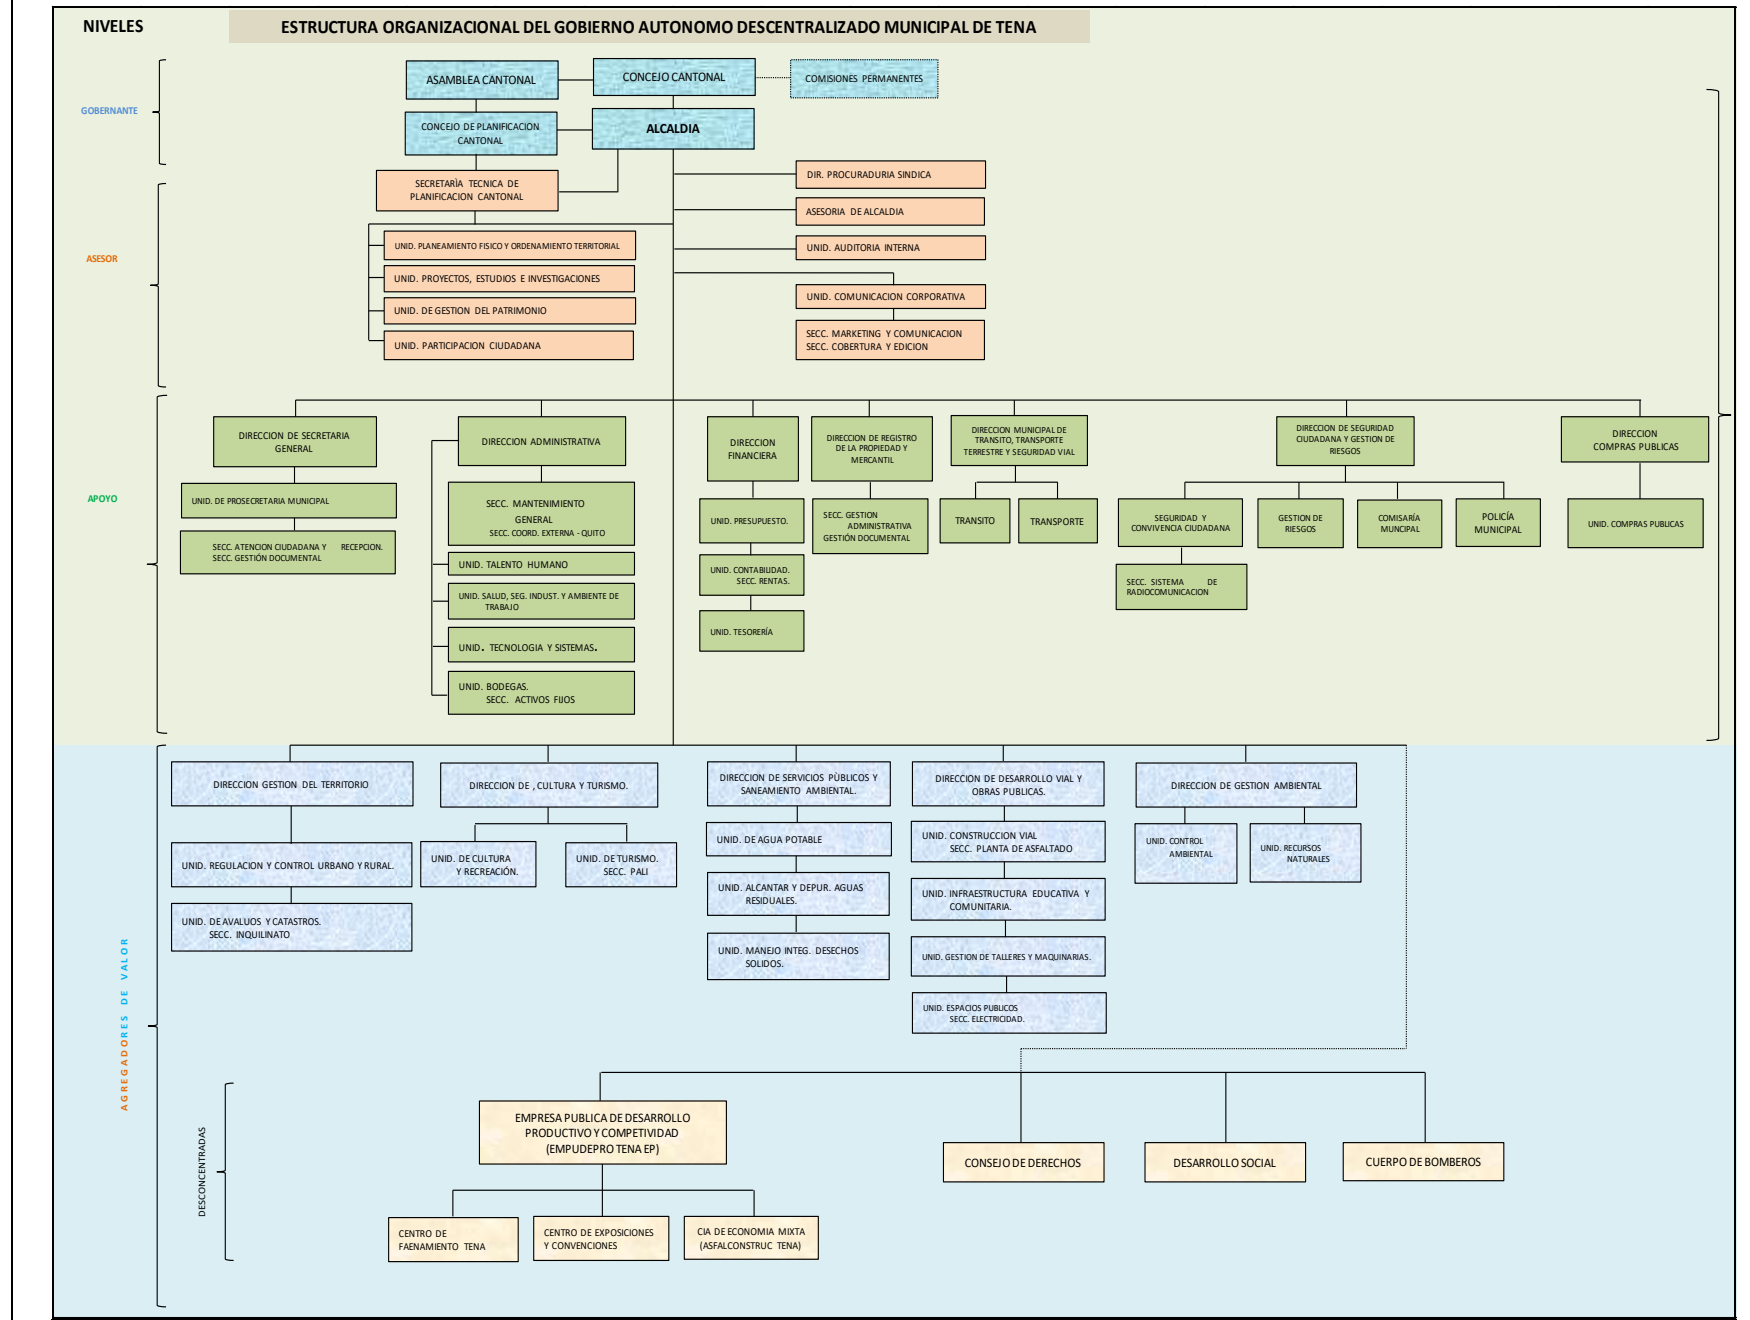 NIVELES
ESTRUCTURA ORGANIZACIONAL DEL GOBIERNO AUTONOMO DESCENTRALIZADO MUNICIPAL DE TENA
GOBERNANTE
ASAMBLEA CANTONAL
CONCEJO CANTONAL
COMISIONES PERMANENTES
CONCEJO DE PLANIFICACION
CANTONAL
ALCALDIA
ASESOR
SECRETARÌA TECNICA DE
PLANIFICACION CANTONAL
DIR. PROCURADURIA SINDICA
ASESORIA DE ALCALDIA
UNID. PLANEAMIENTO FISICO Y ORDENAMIENTO TERRITORIAL
UNID. AUDITORIA INTERNA
UNID. PROYECTOS, ESTUDIOS E INVESTIGACIONES
UNID. DE GESTION DEL PATRIMONIO
UNID. COMUNICACION CORPORATIVA
UNID. PARTICIPACION CIUDADANA
SECC. MARKETING Y COMUNICACION
SECC. COBERTURA Y EDICION
APOYO
DIRECCION DE SECRETARIA
GENERAL
UNID. DE PROSECRETARIA MUNICIPAL
SECC. ATENCION CIUDADANA Y RECEPCION.
SECC. GESTIÓN DOCUMENTAL
DIRECCION ADMINISTRATIVA
SECC. MANTENIMIENTO
GENERAL
SECC. COORD. EXTERNA - QUITO
UNID. TALENTO HUMANO
UNID. SALUD, SEG. INDUST. Y AMBIENTE DE
TRABAJO
UNID. TECNOLOGIA Y SISTEMAS.
UNID. BODEGAS.
SECC. ACTIVOS FIJOS
DIRECCION
FINANCIERA
UNID. PRESUPUESTO.
UNID. CONTABILIDAD.
SECC. RENTAS.
UNID. TESORERÍA
DIRECCION DE REGISTRO
DE LA PROPIEDAD Y
MERCANTIL
SECC. GESTION
ADMINISTRATIVA
GESTIÓN DOCUMENTAL
DIRECCION MUNICIPAL DE
TRANSITO, TRANSPORTE
TERRESTRE Y SEGURIDAD VIAL
TRANSITO
TRANSPORTE
DIRECCION DE SEGURIDAD
CIUDADANA Y GESTION DE
RIESGOS
SEGURIDAD Y
CONVIVENCIA CIUDADANA
SECC. SISTEMA DE
RADIOCOMUNICACION
GESTION DE
RIESGOS
COMISARÍA
MUNCIPAL
POLICÍA
MUNICIPAL
DIRECCION
COMPRAS PUBLICAS
UNID. COMPRAS PUBLICAS
AGREGADORES DE VALOR
DIRECCION GESTION DEL TERRITORIO
UNID. REGULACION Y CONTROL URBANO Y RURAL.
UNID. DE AVALUOS Y CATASTROS.
SECC. INQUILINATO
DIRECCION DE , CULTURA Y TURISMO.
UNID. DE CULTURA
Y RECREACIÓN.
UNID. DE TURISMO.
SECC. PALI
DIRECCION DE SERVICIOS PÙBLICOS Y
SANEAMIENTO AMBIENTAL.
UNID. DE AGUA POTABLE
UNID. ALCANTAR Y DEPUR. AGUAS
RESIDUALES.
UNID. MANEJO INTEG. DESECHOS
SOLIDOS.
DIRECCION DE DESARROLLO VIAL Y
OBRAS PUBLICAS.
UNID. CONSTRUCCION VIAL
SECC. PLANTA DE ASFALTADO
UNID. INFRAESTRUCTURA EDUCATIVA Y
COMUNITARIA.
UNID. GESTION DE TALLERES Y MAQUINARIAS.
UNID. ESPACIOS PUBLICOS
SECC. ELECTRICIDAD.
DIRECCION DE GESTION AMBIENTAL
UNID. CONTROL
AMBIENTAL
UNID. RECURSOS
NATURALES
DESCONCENTRADAS
EMPRESA PUBLICA DE DESARROLLO
PRODUCTIVO Y COMPETIVIDAD
(EMPUDEPRO TENA EP)
CONSEJO DE DERECHOS
DESARROLLO SOCIAL
CUERPO DE BOMBEROS
CENTRO DE
FAENAMIENTO TENA
CENTRO DE EXPOSICIONES
Y CONVENCIONES
CIA DE ECONOMIA MIXTA
(ASFALCONSTRUC TENA)